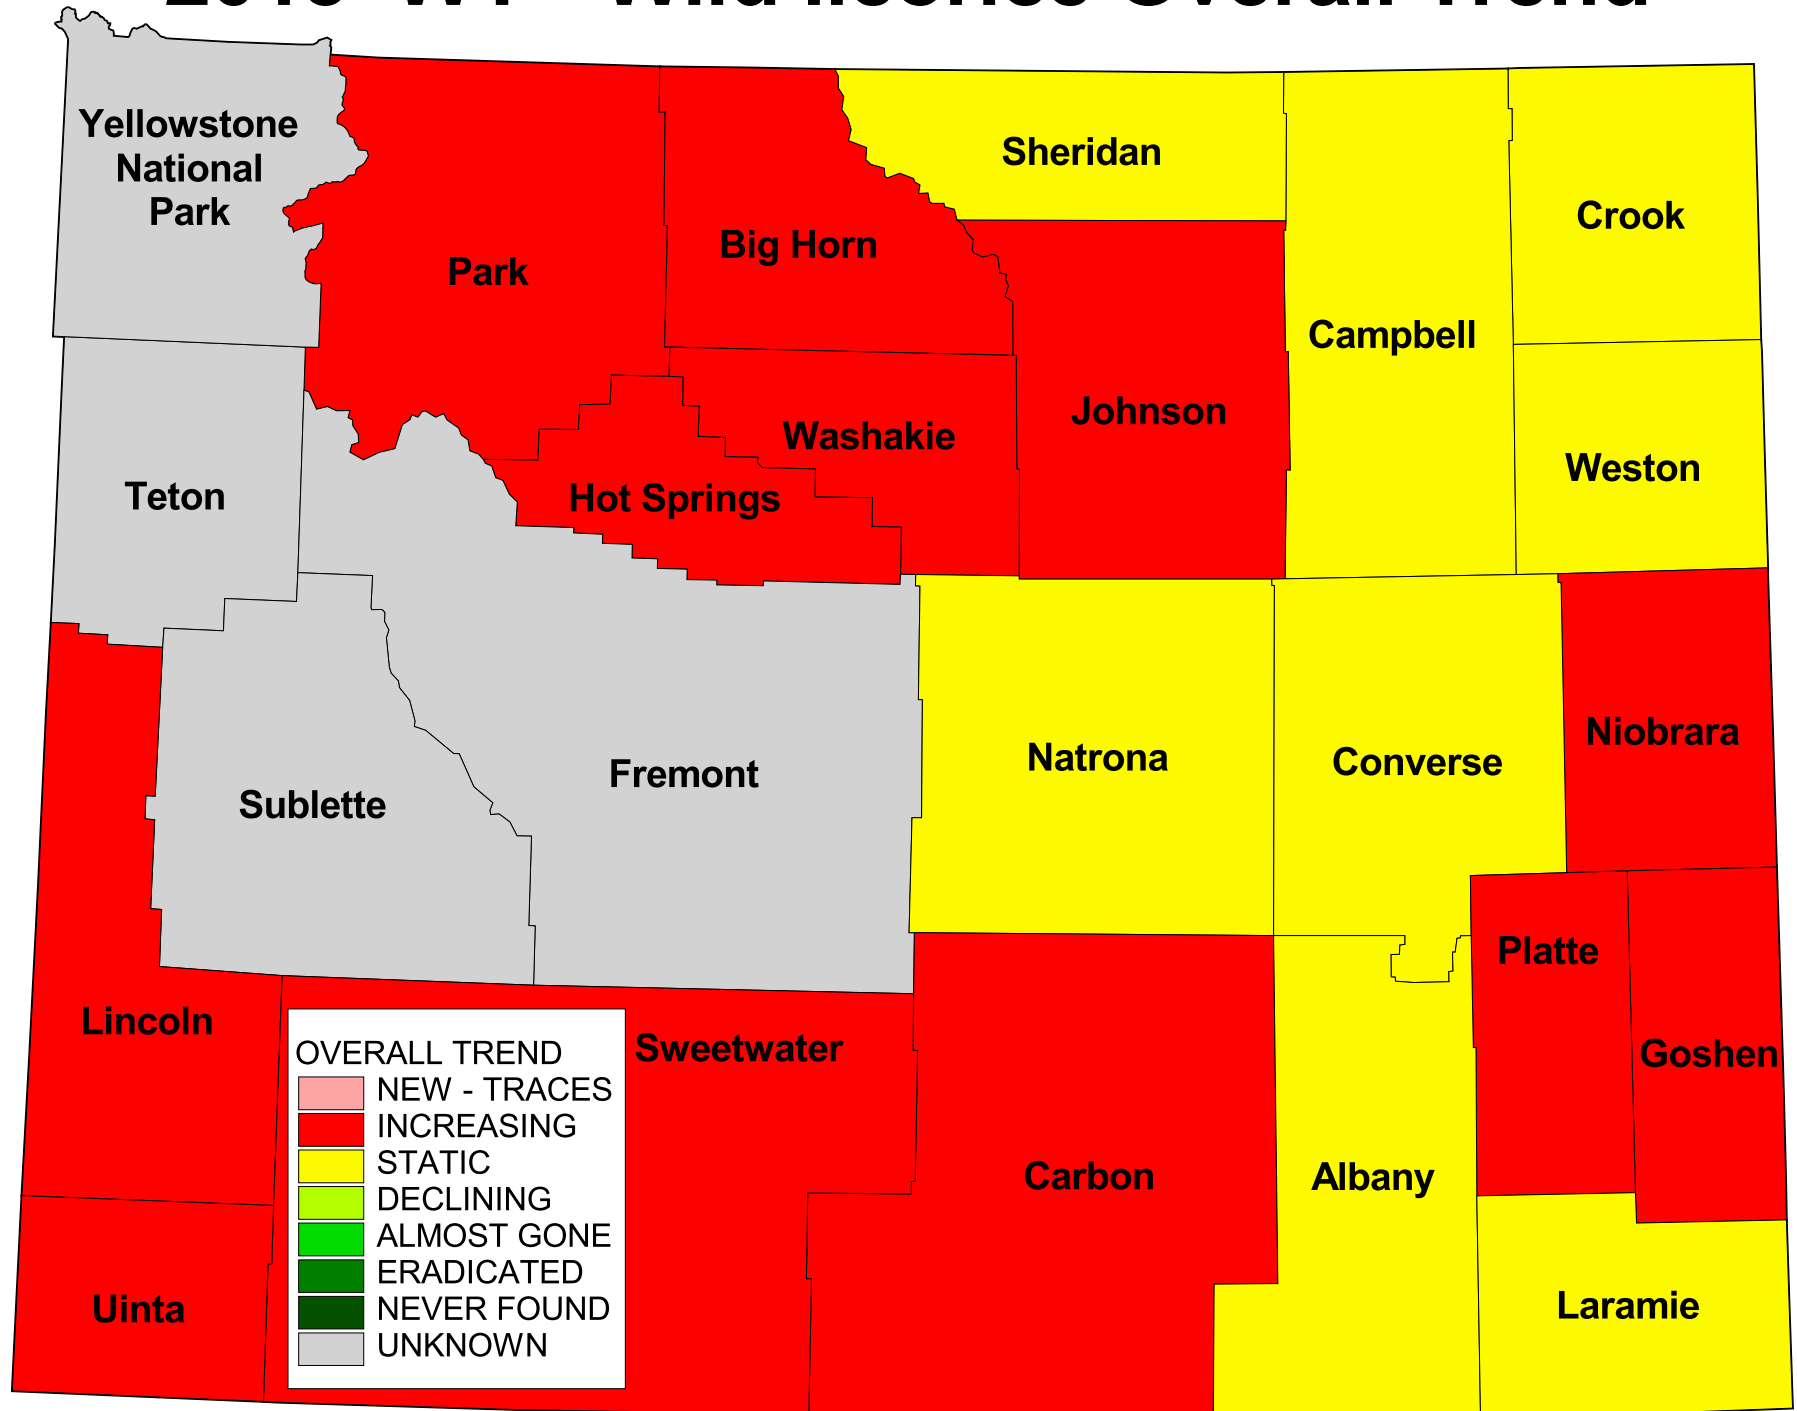 Yellowstone
National
Park
Park
Big Horn
Sheridan
Campbell
Crook
Johnson
Washakie
Hot Springs
Weston
Teton
Natrona
Converse
Niobrara
Fremont
Sublette
Platte
Goshen
Lincoln
Sweetwater
Carbon
Albany
Uinta
Laramie
OVERALL TREND
NEW - TRACES
INCREASING
STATIC
DECLINING
ALMOST GONE
ERADICATED
NEVER FOUND
UNKNOWN